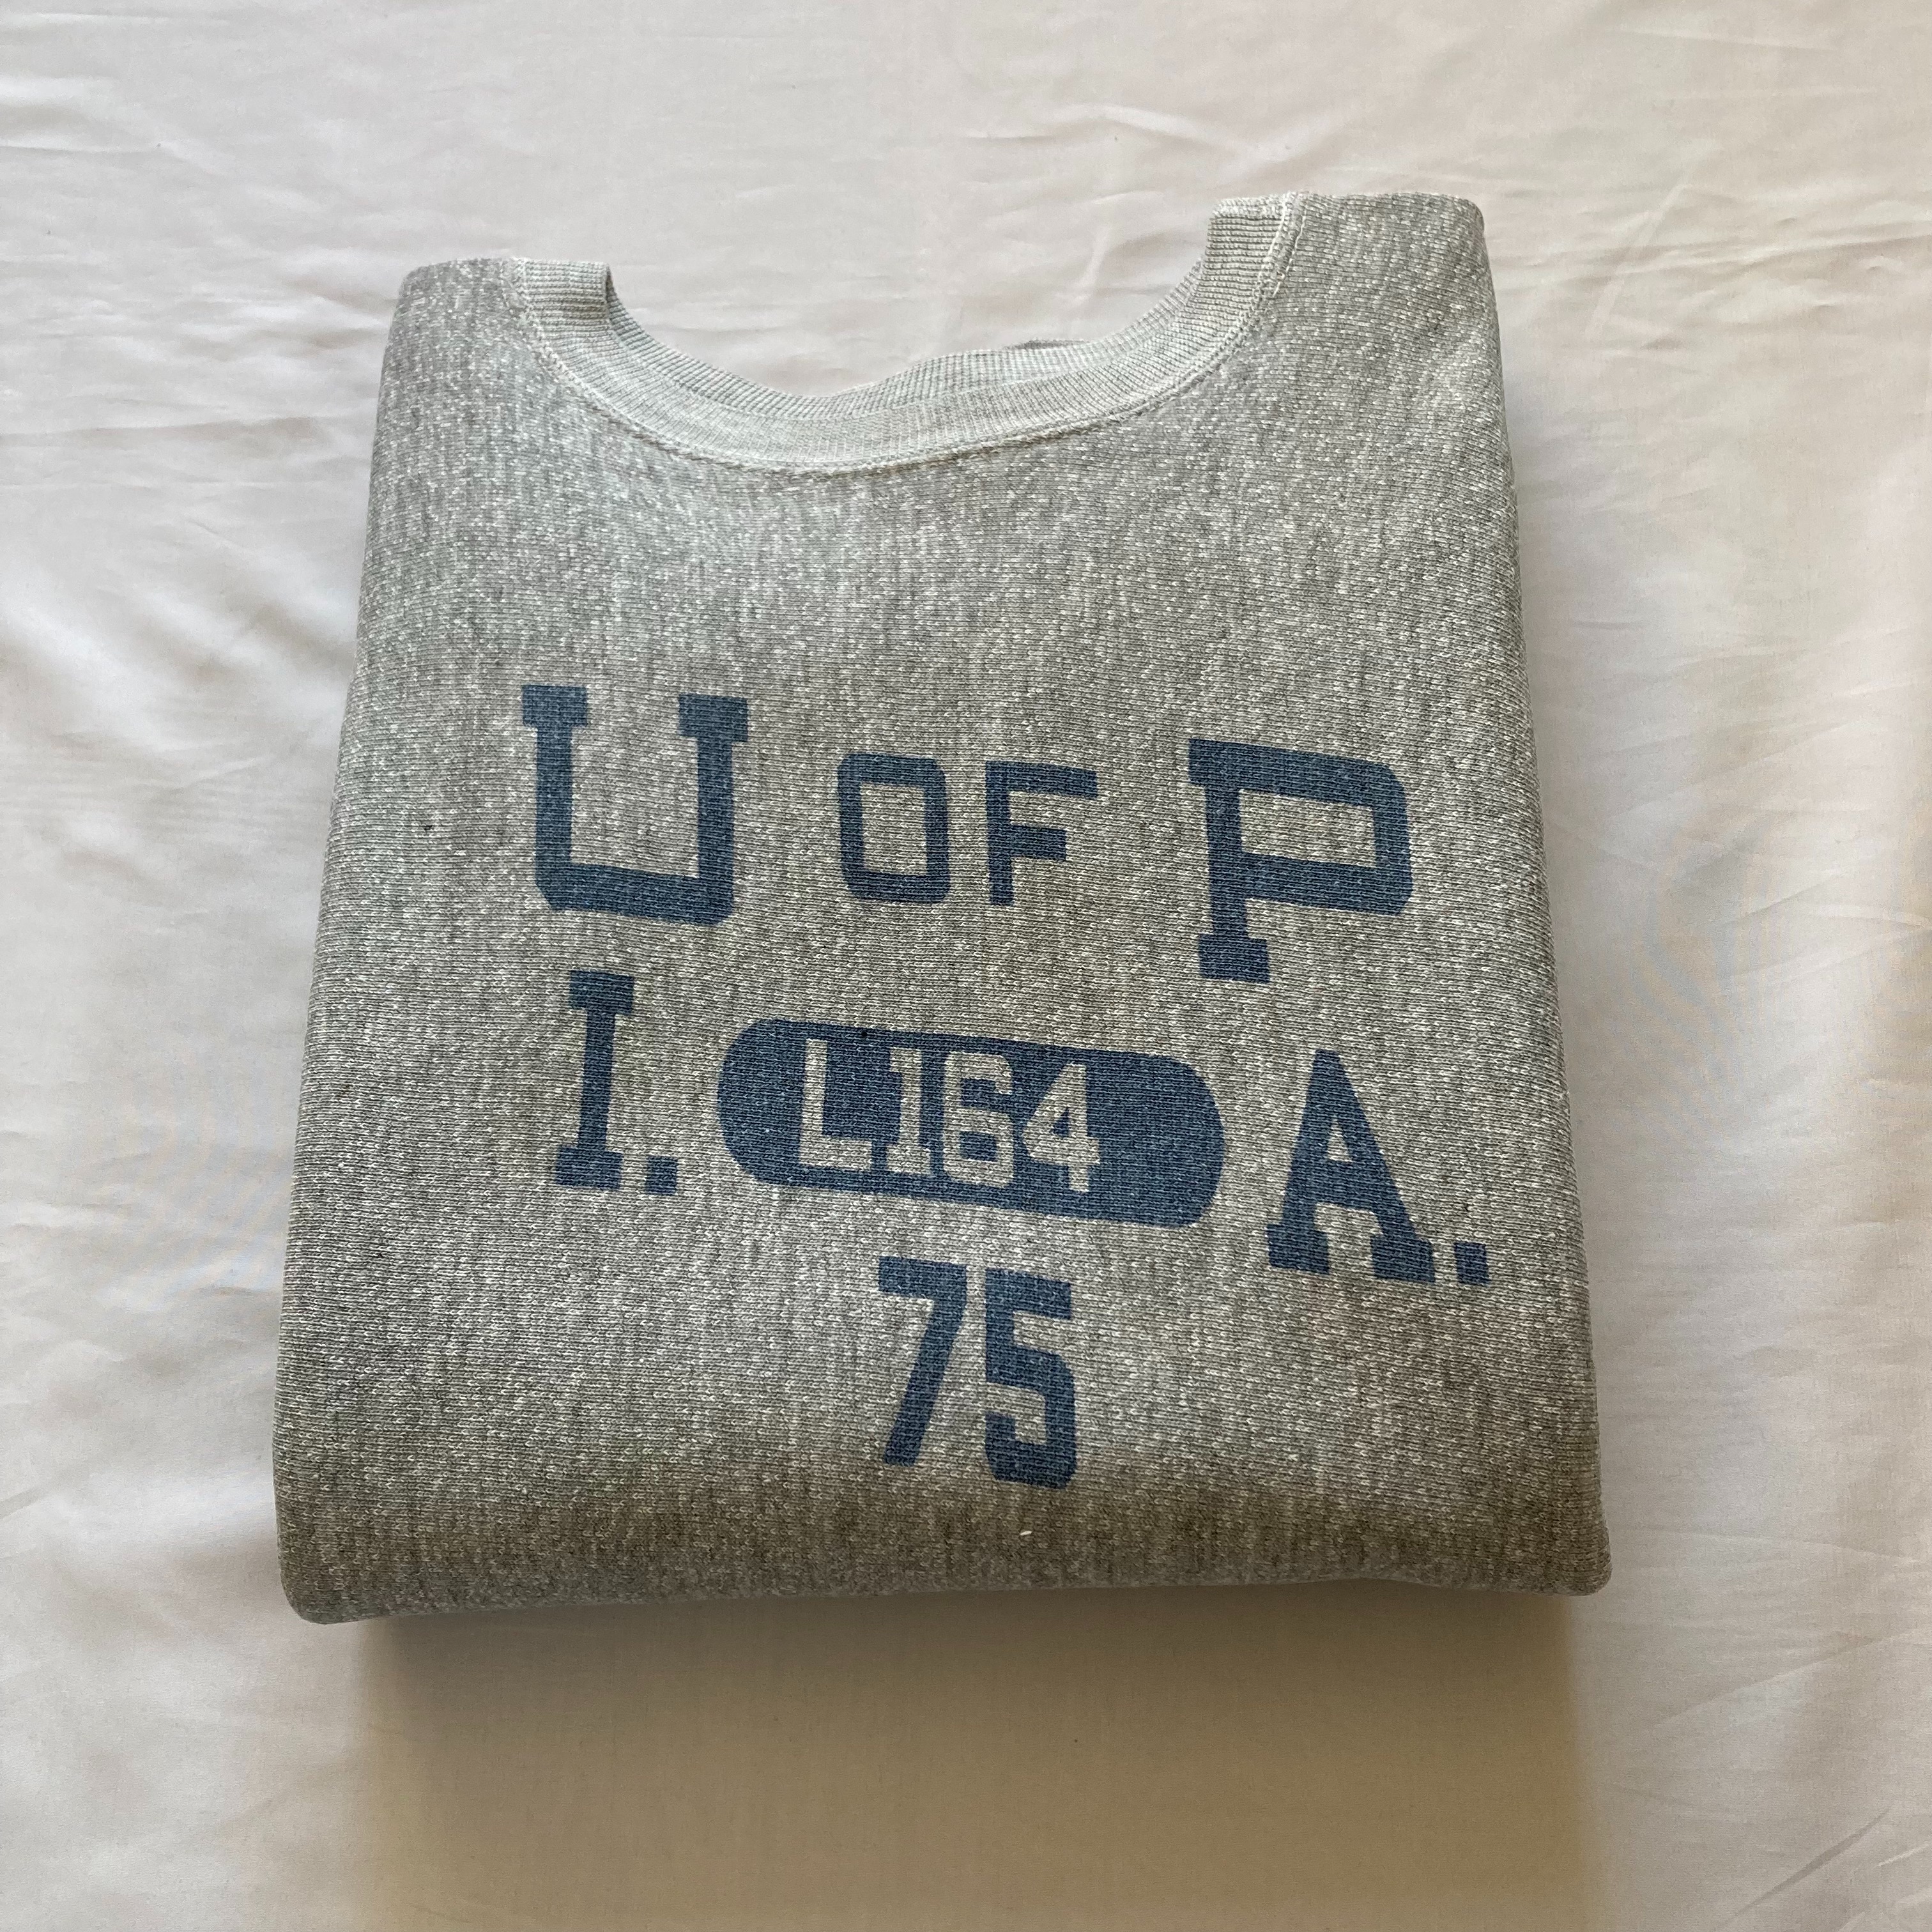 U OF P
I. L164 A.
75